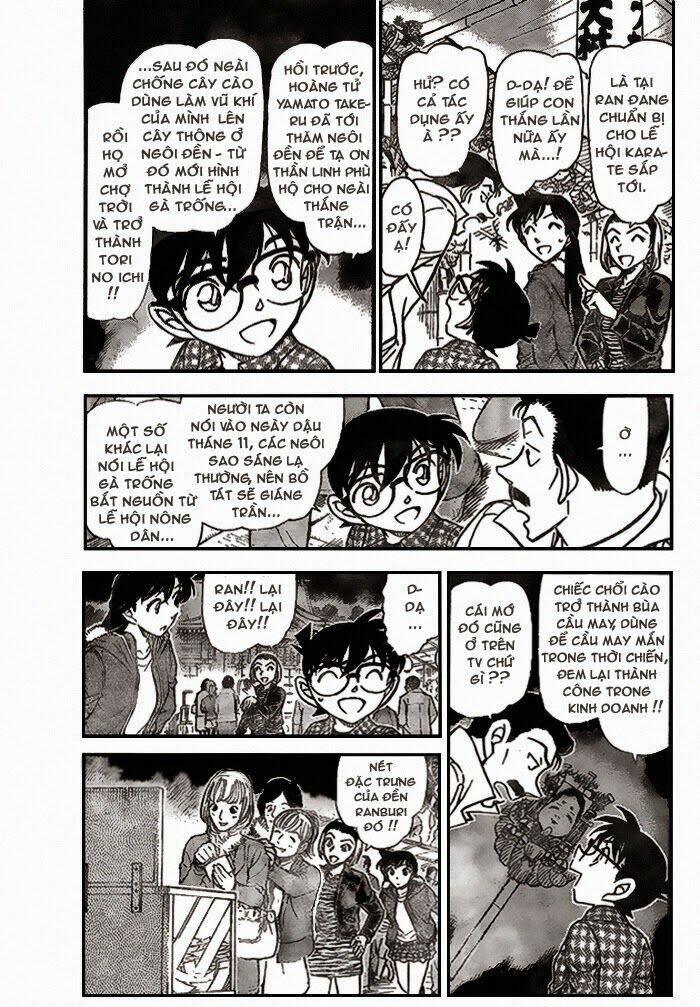 大
村
LÀ TẠI
RAN ĐANG
CHUẨN BỊ
CHO LỄ
HỘI KARA-
TE SẮP
TỚI.
D-DẠ! ĐỂ
GIÚP CON
THẮNG LẦN
NỮA ẤY
MÀ...!
HỬ? CÓ
CẢ TÁC
DỤNG ẤY
À ??
CÓ
ĐẤY
Ạ!
HỒI TRƯỚC,
HOÀNG TỬ
YAMATO TAKE-
RU ĐÃ TỚI
THĂM NGÔI
ĐỀN ĐỂ TẠ ƠN
THẦN LINH PHÙ
HỘ CHO NGÀI
THẮNG
TRẬN...
...SAU ĐÓ NGÀI
CHỐNG CÂY CÀO
DÙNG LÀM VŨ KHÍ
CỦA MÌNH LÊN
CÂY THÔNG Ở
NGÔI ĐỀN - TỪ
ĐÓ MỚI HÌNH
THÀNH LỄ HỘI
GÀ TRỐNG...
RỒI
HỌ
MỞ
CHỢ
TRỜI
VÀ TRỞ
THÀNH
TORI
NO ICHI
!!
Ờ
...
NGƯỜI TA CÒN
NÓI VÀO NGÀY DẬU
THÁNG 11, CÁC NGÔI
SAO SÁNG LẠ
THƯỜNG, NÊN BỒ
TÁT SẼ GIÁNG
TRẦN...
MỘT SỐ
KHÁC LẠI
NÓI LỄ HỘI
GÀ TRỐNG
BẮT NGUỒN TỪ
LỄ HỘI NÔNG
DÂN...
CHIẾC CHỔI CÀO
TRỞ THÀNH BÙA
CẦU MAY, DÙNG
ĐỂ CẦU MAY MẮN
TRONG THỜI CHIẾN,
ĐEM LẠI THÀNH
CÔNG TRONG
KINH DOANH !!
CÁI MỚ
ĐÓ CŨNG
Ở TRÊN
TV CHỨ
GÌ ??
D-
DẠ
...
RAN!! LẠI
ĐÂY!! LẠI
ĐÂY!!
NÉT
ĐẶC TRƯNG
CỦA ĐỀN
RANBURI
ĐÓ !!